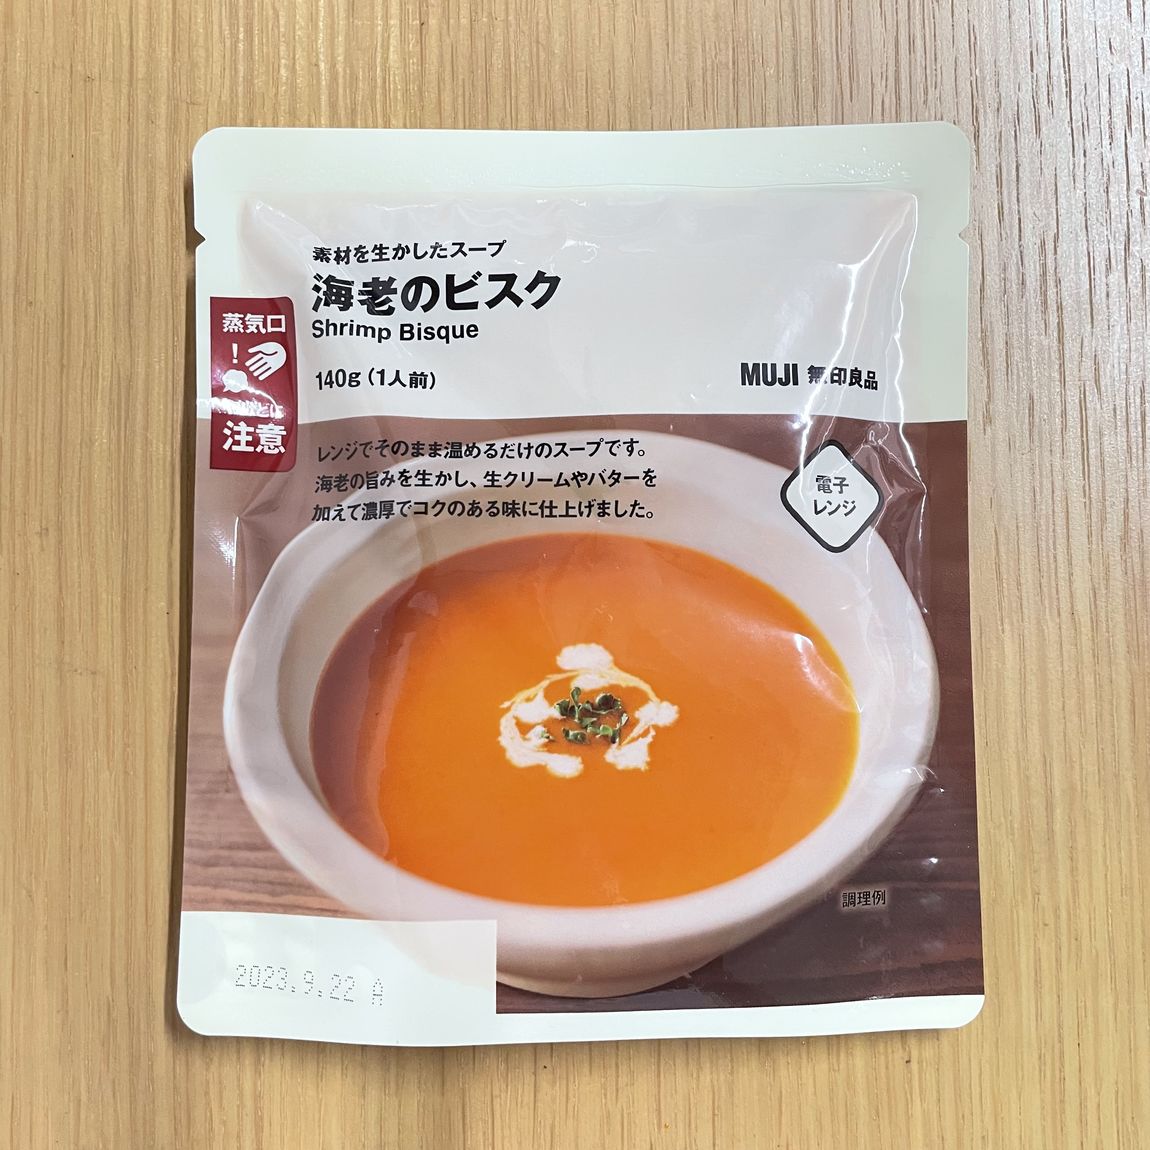 素材を生かしたスープ
海老のビスク
Shrimp Bisque
140g（1人前）
MUJI 無印良品
蒸気口
!
注意
レンジでそのまま温めるだけのスープです。
海老の旨みを生かし、生クリームやバターを
加えて濃厚でコクのある味に仕上げました。
電子
レンジ
調理例
2023.9.22 A